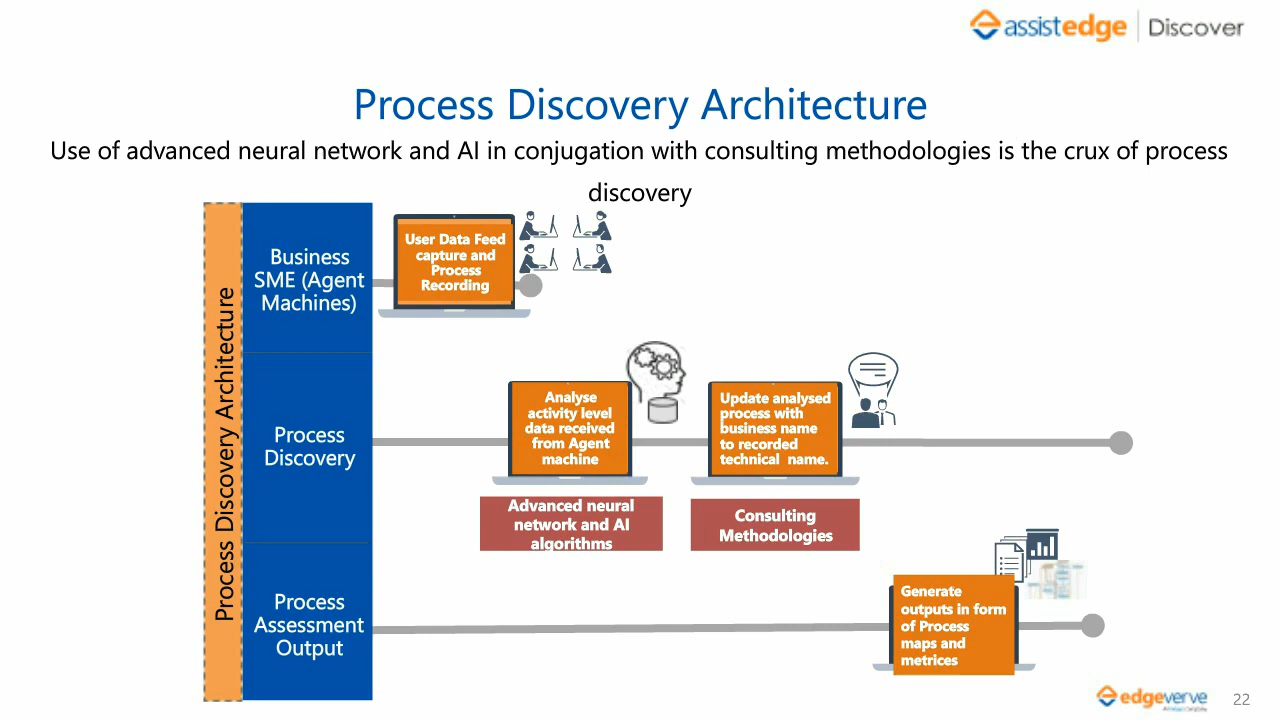 assistedge | Discover
Process Discovery Architecture
Use of advanced neural network and AI in conjugation with consulting methodologies is the crux of process
discovery
Process Discovery Architecture
Business
SME (Agent
Machines)
User Data Feed
capture and
Process
Recording
Process
Discovery
Analyse
activity level
data received
from Agent
machine
Update analysed
process with
business name
to recorded
technical name.
Advanced neural
network and AI
algorithms
Consulting
Methodologies
Process
Assessment
Output
Generate
outputs in form
of Process
maps and
metrices
edgeverve
22